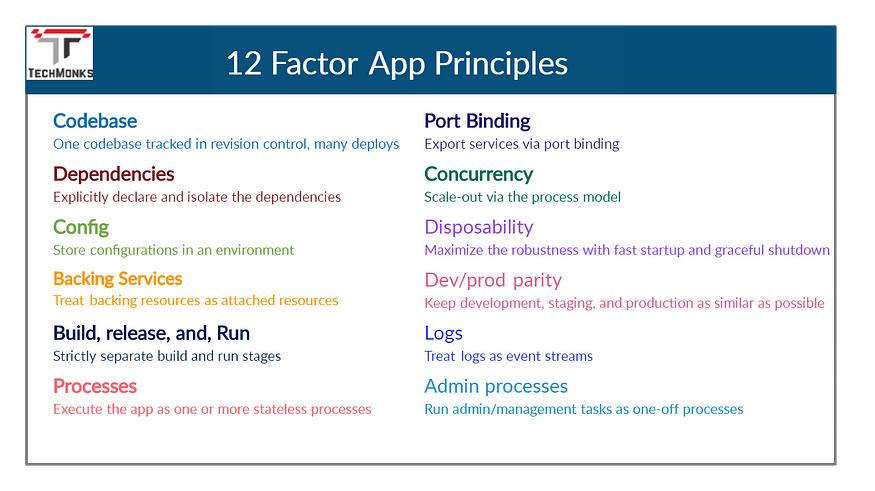 TECHMONKS
12 Factor App Principles
Codebase
One codebase tracked in revision control, many deploys
Dependencies
Explicitly declare and isolate the dependencies
Config
Store configurations in an environment
Backing Services
Treat backing resources as attached resources
Build, release, and, Run
Strictly separate build and run stages
Processes
Execute the app as one or more stateless processes
Port Binding
Export services via port binding
Concurrency
Scale-out via the process model
Disposability
Maximize the robustness with fast startup and graceful shutdown
Dev/prod parity
Keep development, staging, and production as similar as possible
Logs
Treat logs as event streams
Admin processes
Run admin/management tasks as one-off processes